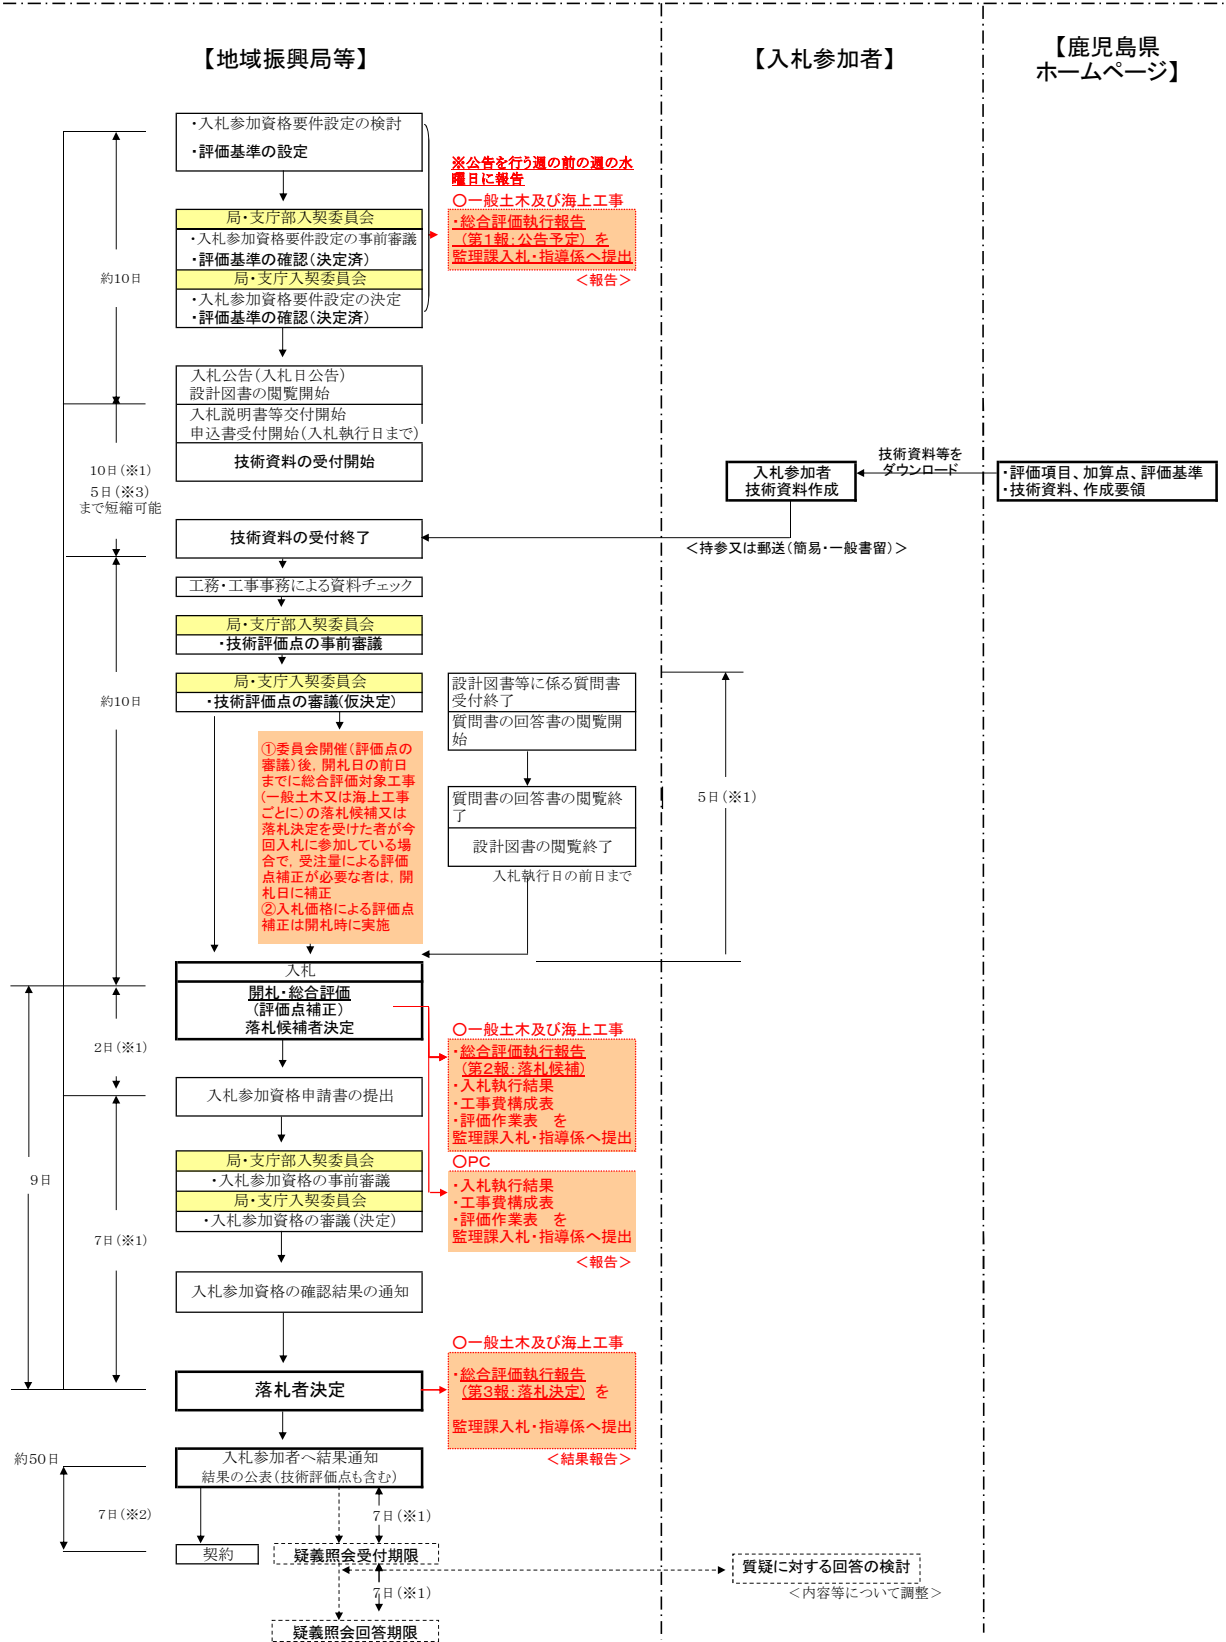 【地域振興局等】
【入札参加者】
【鹿児島県
ホームページ】
・入札参加資格要件設定の検討
・評価基準の設定
※公告を行う週の前の週の水
曜日に報告
〇一般土木及び海上工事
・総合評価執行報告
(第1報:公告予定) を
監理課入札・指導係へ提出
＜報告＞
局・支庁部入契委員会
・入札参加資格要件設定の事前審議
・評価基準の確認(決定済)
局・支庁入契委員会
・入札参加資格要件設定の決定
・評価基準の確認(決定済)
約10日
入札公告(入札日公告)
設計図書の閲覧開始
入札説明書等交付開始
申込書受付開始(入札執行日まで)
技術資料の受付開始
10日(※1)
5日(※3)
まで短縮可能
入札参加者
技術資料作成
技術資料等を
ダウンロード
・評価項目、加算点、評価基準
・技術資料、作成要領
技術資料の受付終了
＜持参又は郵送(簡易・一般書留)＞
工務・工事事務による資料チェック
局・支庁部入契委員会
・技術評価点の事前審議
局・支庁入契委員会
・技術評価点の審議(仮決定)
約10日
設計図書等に係る質問書
受付終了
質問書の回答書の閲覧開
始
質問書の回答書の閲覧終
了
設計図書の閲覧終了
入札執行日の前日まで
5日(※1)
①委員会開催(評価点の
審議)後，開札日の前日
までに総合評価対象工事
(一般土木又は海上工事
ごとに)の落札候補又は
落札決定を受けた者が今
回入札に参加している場
合で，受注量による評価
点補正が必要な者は，開
札日に補正
②入札価格による評価点
補正は開札時に実施
入札
開札・総合評価
(評価点補正)
落札候補者決定
2日(※1)
〇一般土木及び海上工事
・総合評価執行報告
(第2報:落札候補)
・入札執行結果
・工事費構成表
・評価作業表 を
監理課入札・指導係へ提出
入札参加資格申請書の提出
〇PC
・入札執行結果
・工事費構成表
・評価作業表 を
監理課入札・指導係へ提出
＜報告＞
局・支庁部入契委員会
・入札参加資格の事前審議
局・支庁入契委員会
・入札参加資格の審議(決定)
9日
7日(※1)
入札参加資格の確認結果の通知
〇一般土木及び海上工事
・総合評価執行報告
(第3報:落札決定) を
監理課入札・指導係へ提出
＜結果報告＞
落札者決定
約50日
入札参加者へ結果通知
結果の公表(技術評価点も含む)
7日(※2)
7日(※1)
契約
疑義照会受付期限
質疑に対する回答の検討
＜内容等について調整＞
7日(※1)
疑義照会回答期限